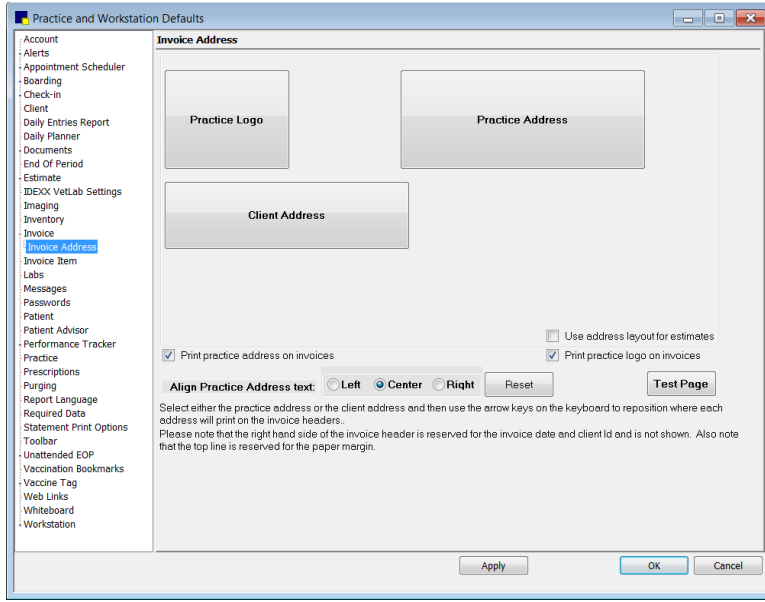 Practice and Workstation Defaults
Account
Alerts
Appointment Scheduler
Boarding
Check-in
Client
Daily Entries Report
Daily Planner
Documents
End Of Period
Estimate
IDEXX VetLab Settings
Imaging
Inventory
Invoice
Invoice Address
Invoice Item
Labs
Messages
Passwords
Patient
Patient Advisor
Performance Tracker
Practice
Prescriptions
Purging
Report Language
Required Data
Statement Print Options
Toolbar
Unattended EOP
Vaccination Bookmarks
Vaccine Tag
Web Links
Whiteboard
Workstation
Invoice Address
Practice Logo
Practice Address
Client Address
Use address layout for estimates
Print practice address on invoices
Print practice logo on invoices
Align Practice Address text: Left Center Right Reset Test Page
Select either the practice address or the client address and then use the arrow keys on the keyboard to reposition where each
address will print on the invoice headers..
Please note that the right hand side of the invoice header is reserved for the invoice date and client Id and is not shown. Also note
that the top line is reserved for the paper margin.
Apply OK Cancel